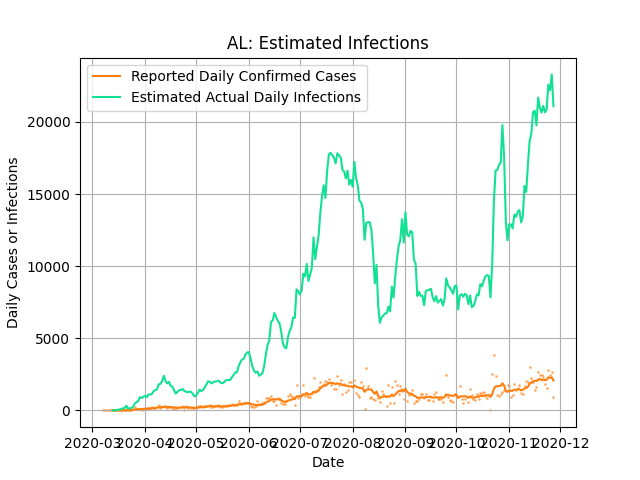 AL: Estimated Infections
Reported Daily Confirmed Cases
Estimated Actual Daily Infections
Daily Cases or Infections
20000
15000
10000
5000
0
2020-03 2020-04 2020-05 2020-06 2020-07 2020-08 2020-09 2020-10 2020-11 2020-12
Date